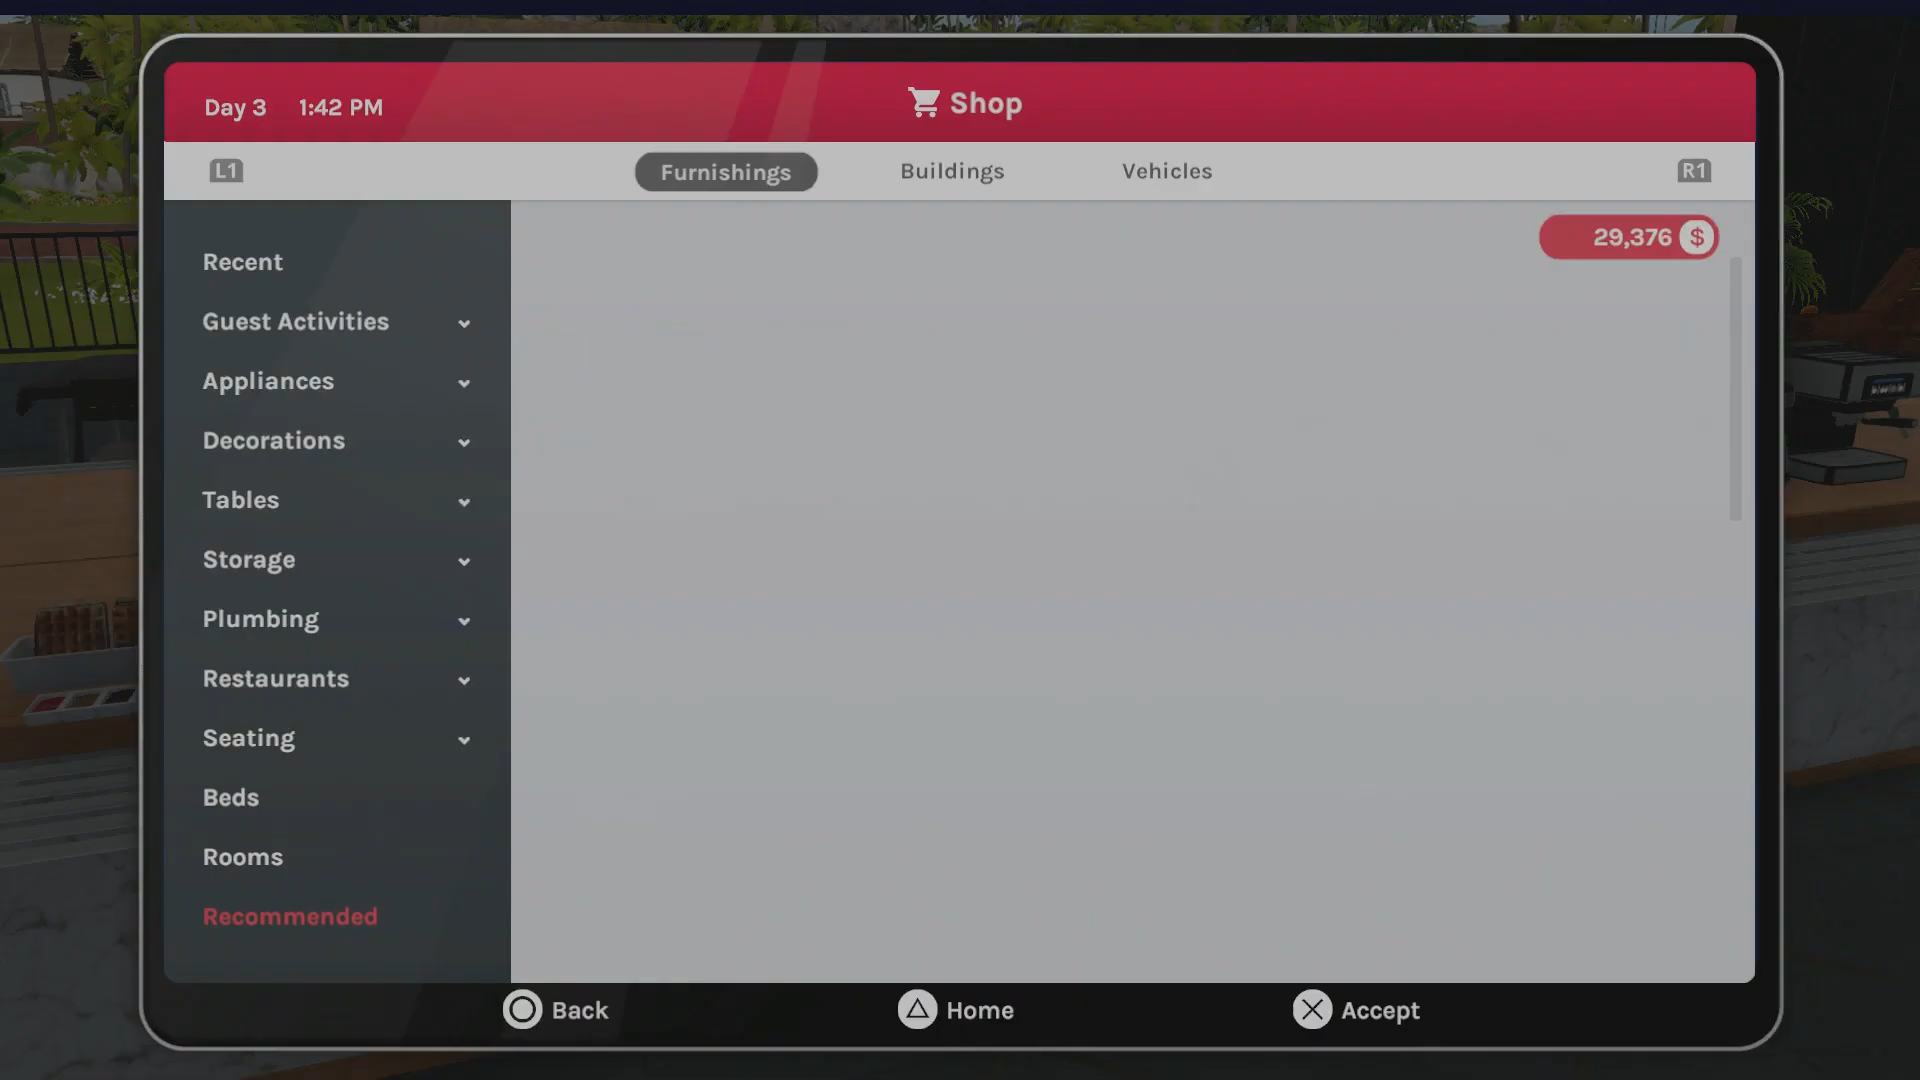 Day 3 1:42 PM
Shop
L1 Furnishings Buildings Vehicles R1
29,376 $
Recent
Guest Activities
Appliances
Decorations
Tables
Storage
Plumbing
Restaurants
Seating
Beds
Rooms
Recommended
Back Home Accept